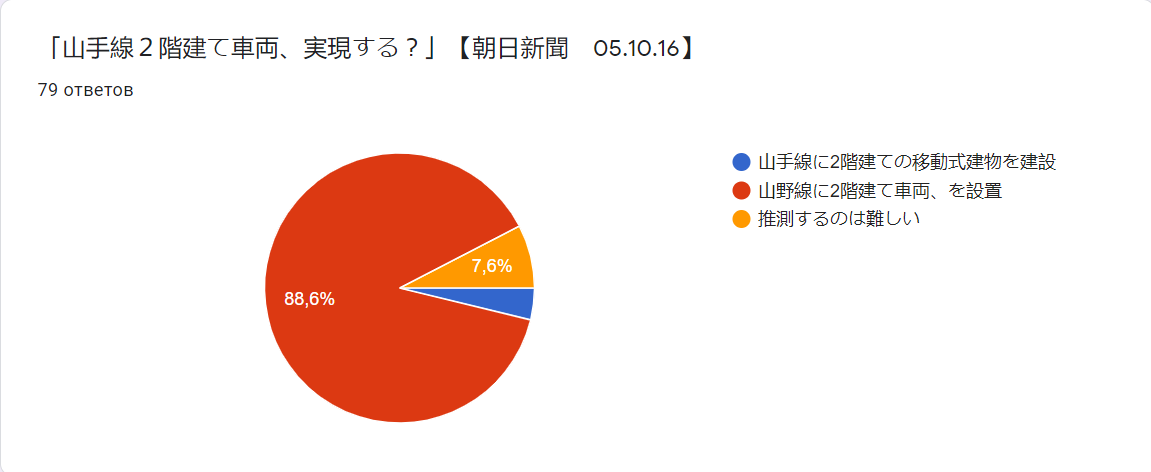 「山手線２階建て車両、実現する？」【朝日新聞　05.10.16】
79 ответов
山手線に2階建ての移動式建物を建設
山野線に2階建て車両、を設置
推測するのは難しい
7,6%
88,6%